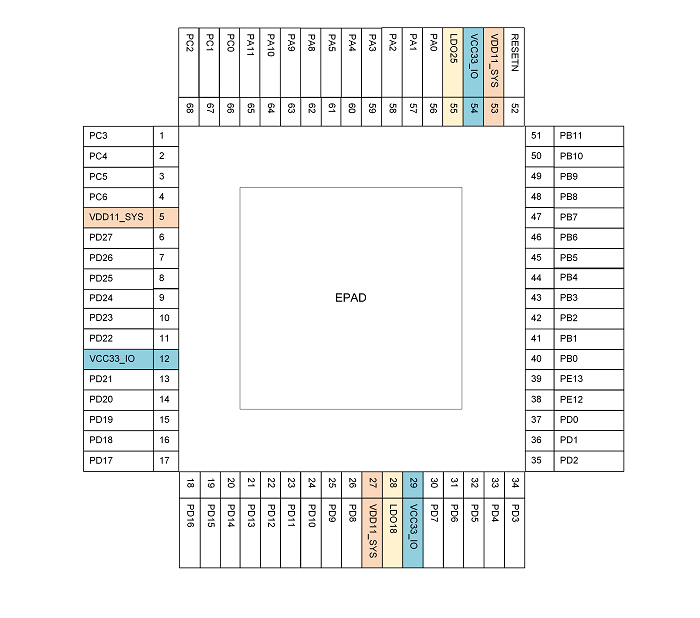 PC2 PC1 PC0 PA11 PA10 PA9 PA8 PA5 PA4 PA3 PA2 PA1 PA0 LDO25 VCC33_IO VDD11_SYS RESETN
68 67 66 65 64 63 62 61 60 59 58 57 56 55 54 53 52
PC3 1
PC4 2
PC5 3
PC6 4
VDD11_SYS 5
PD27 6
PD26 7
PD25 8
PD24 9
PD23 10
PD22 11
VCC33_IO 12
PD21 13
PD20 14
PD19 15
PD18 16
PD17 17
EPAD
51 PB11
50 PB10
49 PB9
48 PB8
47 PB7
46 PB6
45 PB5
44 PB4
43 PB3
42 PB2
41 PB1
40 PB0
39 PE13
38 PE12
37 PD0
36 PD1
35 PD2
18 19 20 21 22 23 24 25 26 27 28 29 30 31 32 33 34
PD16 PD15 PD14 PD13 PD12 PD11 PD10 PD9 PD8 VDD11_SYS LDO18 VCC33_IO PD7 PD6 PD5 PD4 PD3